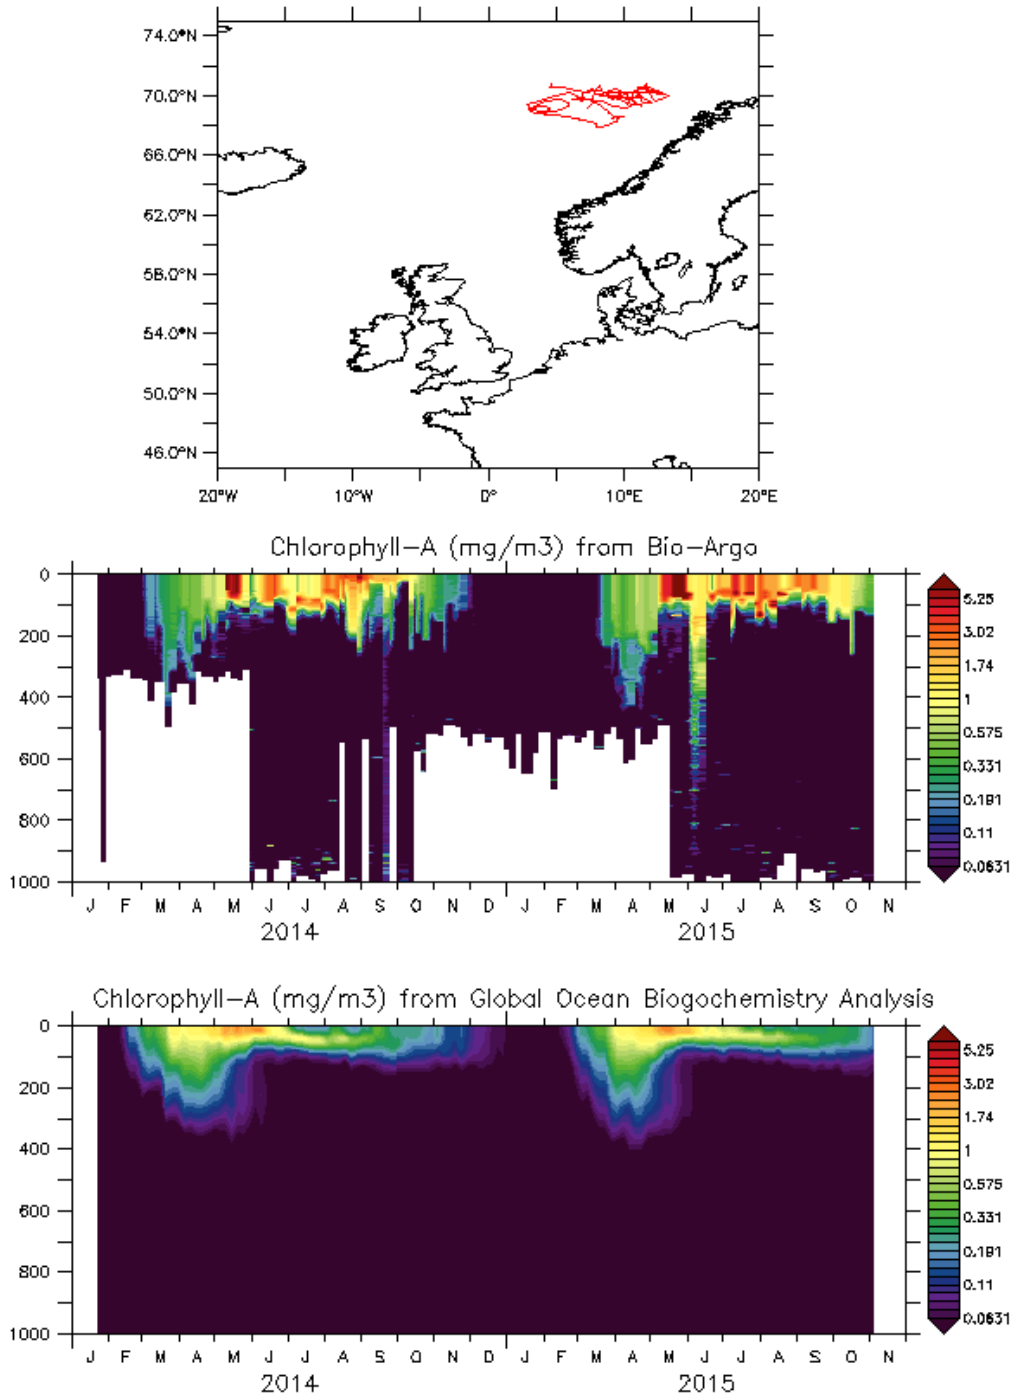 74.0°N
70.0°N
66.0°N
62.0°N
58.0°N
54.0°N
50.0°N
46.0°N
20°W 10°W 0° 10°E 20°E
Chlorophyll-A (mg/m3) from Bio-Argo
0
200
400
600
800
1000
5.25
3.02
1.74
1
0.575
0.331
0.191
0.11
0.0631
J F M A M J J A S O N D J F M A M J J A S O N
2014 2015
Chlorophyll-A (mg/m3) from Global Ocean Biogochemistry Analysis
0
200
400
600
800
1000
5.25
3.02
1.74
1
0.575
0.331
0.191
0.11
0.0631
J F M A M J J A S O N D J F M A M J J A S O N
2014 2015